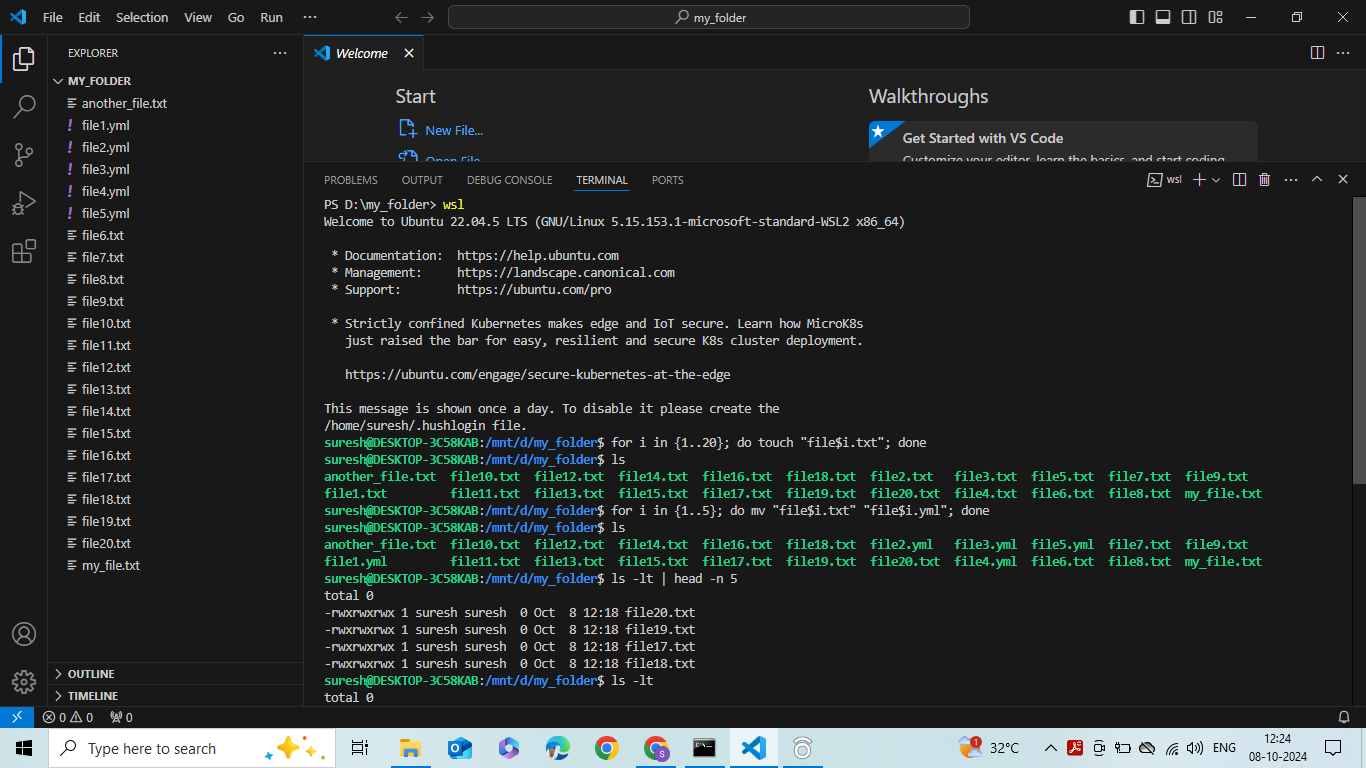 File Edit Selection View Go Run ··· my_folder
EXPLORER ···
MY_FOLDER
another_file.txt
! file1.yml
! file2.yml
! file3.yml
! file4.yml
! file5.yml
file6.txt
file7.txt
file8.txt
file9.txt
file10.txt
file11.txt
file12.txt
file13.txt
file14.txt
file15.txt
file16.txt
file17.txt
file18.txt
file19.txt
file20.txt
my_file.txt
OUTLINE
TIMELINE
Welcome
Start
New File...
Open File...
Walkthroughs
Get Started with VS Code
Customize your editor, learn the basics, and start coding
PROBLEMS OUTPUT DEBUG CONSOLE TERMINAL PORTS wsl
PS D:\my_folder> wsl
Welcome to Ubuntu 22.04.5 LTS (GNU/Linux 5.15.153.1-microsoft-standard-WSL2 x86_64)
* Documentation: https://help.ubuntu.com
* Management: https://landscape.canonical.com
* Support: https://ubuntu.com/pro
* Strictly confined Kubernetes makes edge and IoT secure. Learn how MicroK8s
just raised the bar for easy, resilient and secure K8s cluster deployment.
https://ubuntu.com/engage/secure-kubernetes-at-the-edge
This message is shown once a day. To disable it please create the
/home/suresh/.hushlogin file.
suresh@DESKTOP-3C58KAB:/mnt/d/my_folder$ for i in {1..20}; do touch "file$i.txt"; done
suresh@DESKTOP-3C58KAB:/mnt/d/my_folder$ ls
another_file.txt file10.txt file12.txt file14.txt file16.txt file18.txt file2.txt file3.txt file5.txt file7.txt file9.txt
file1.txt file11.txt file13.txt file15.txt file17.txt file19.txt file20.txt file4.txt file6.txt file8.txt my_file.txt
suresh@DESKTOP-3C58KAB:/mnt/d/my_folder$ for i in {1..5}; do mv "file$i.txt" "file$i.yml"; done
suresh@DESKTOP-3C58KAB:/mnt/d/my_folder$ ls
another_file.txt file10.txt file12.txt file14.txt file16.txt file18.txt file2.yml file3.yml file5.yml file7.txt file9.txt
file1.yml file11.txt file13.txt file15.txt file17.txt file19.txt file20.txt file4.yml file6.txt file8.txt my_file.txt
suresh@DESKTOP-3C58KAB:/mnt/d/my_folder$ ls -lt | head -n 5
total 0
-rwxrwxrwx 1 suresh suresh 0 Oct 8 12:18 file20.txt
-rwxrwxrwx 1 suresh suresh 0 Oct 8 12:18 file19.txt
-rwxrwxrwx 1 suresh suresh 0 Oct 8 12:18 file17.txt
-rwxrwxrwx 1 suresh suresh 0 Oct 8 12:18 file18.txt
suresh@DESKTOP-3C58KAB:/mnt/d/my_folder$ ls -lt
total 0
0 0 0
Type here to search
1 32°C ENG 12:24
08-10-2024